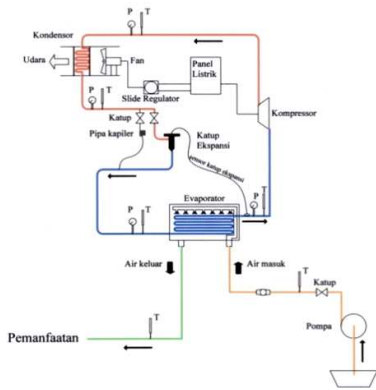 P T
Kondensor
Udara
Fan
Panel
Listrik
Slide Regulator
Kompressor
P T
Katup
Pipa kapiler
Katup
Ekspansi
sensor katup ekspansi
Evaporator
P T
P T
Air keluar
Air masuk
T
Katup
Pompa
T
Pemanfaatan